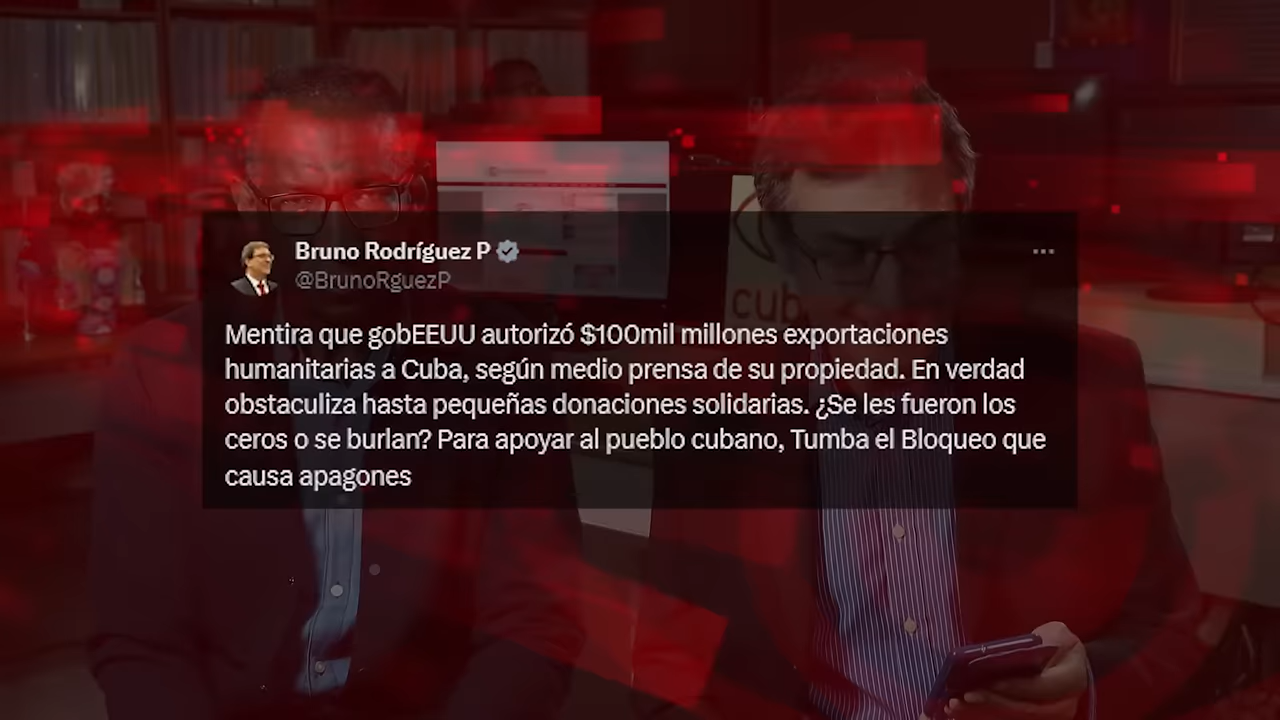 Bruno Rodríguez P
@BrunoRguezP
Mentira que gobEEUU autorizó $100mil millones exportaciones
humanitarias a Cuba, según medio prensa de su propiedad. En verdad
obstaculiza hasta pequeñas donaciones solidarias. ¿Se les fueron los
ceros o se burlan? Para apoyar al pueblo cubano, Tumba el Bloqueo que
causa apagones
cub